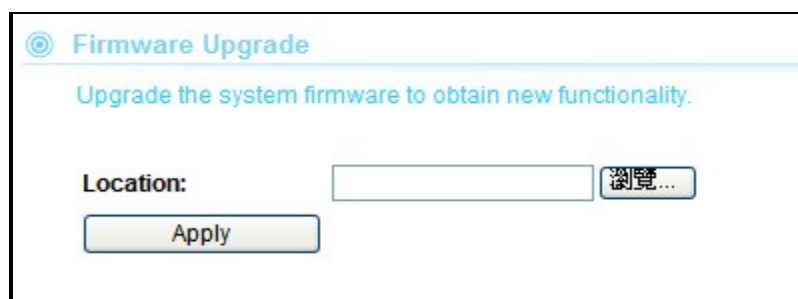 Firmware Upgrade
Upgrade the system firmware to obtain new functionality.
Location: 瀏覽...
Apply